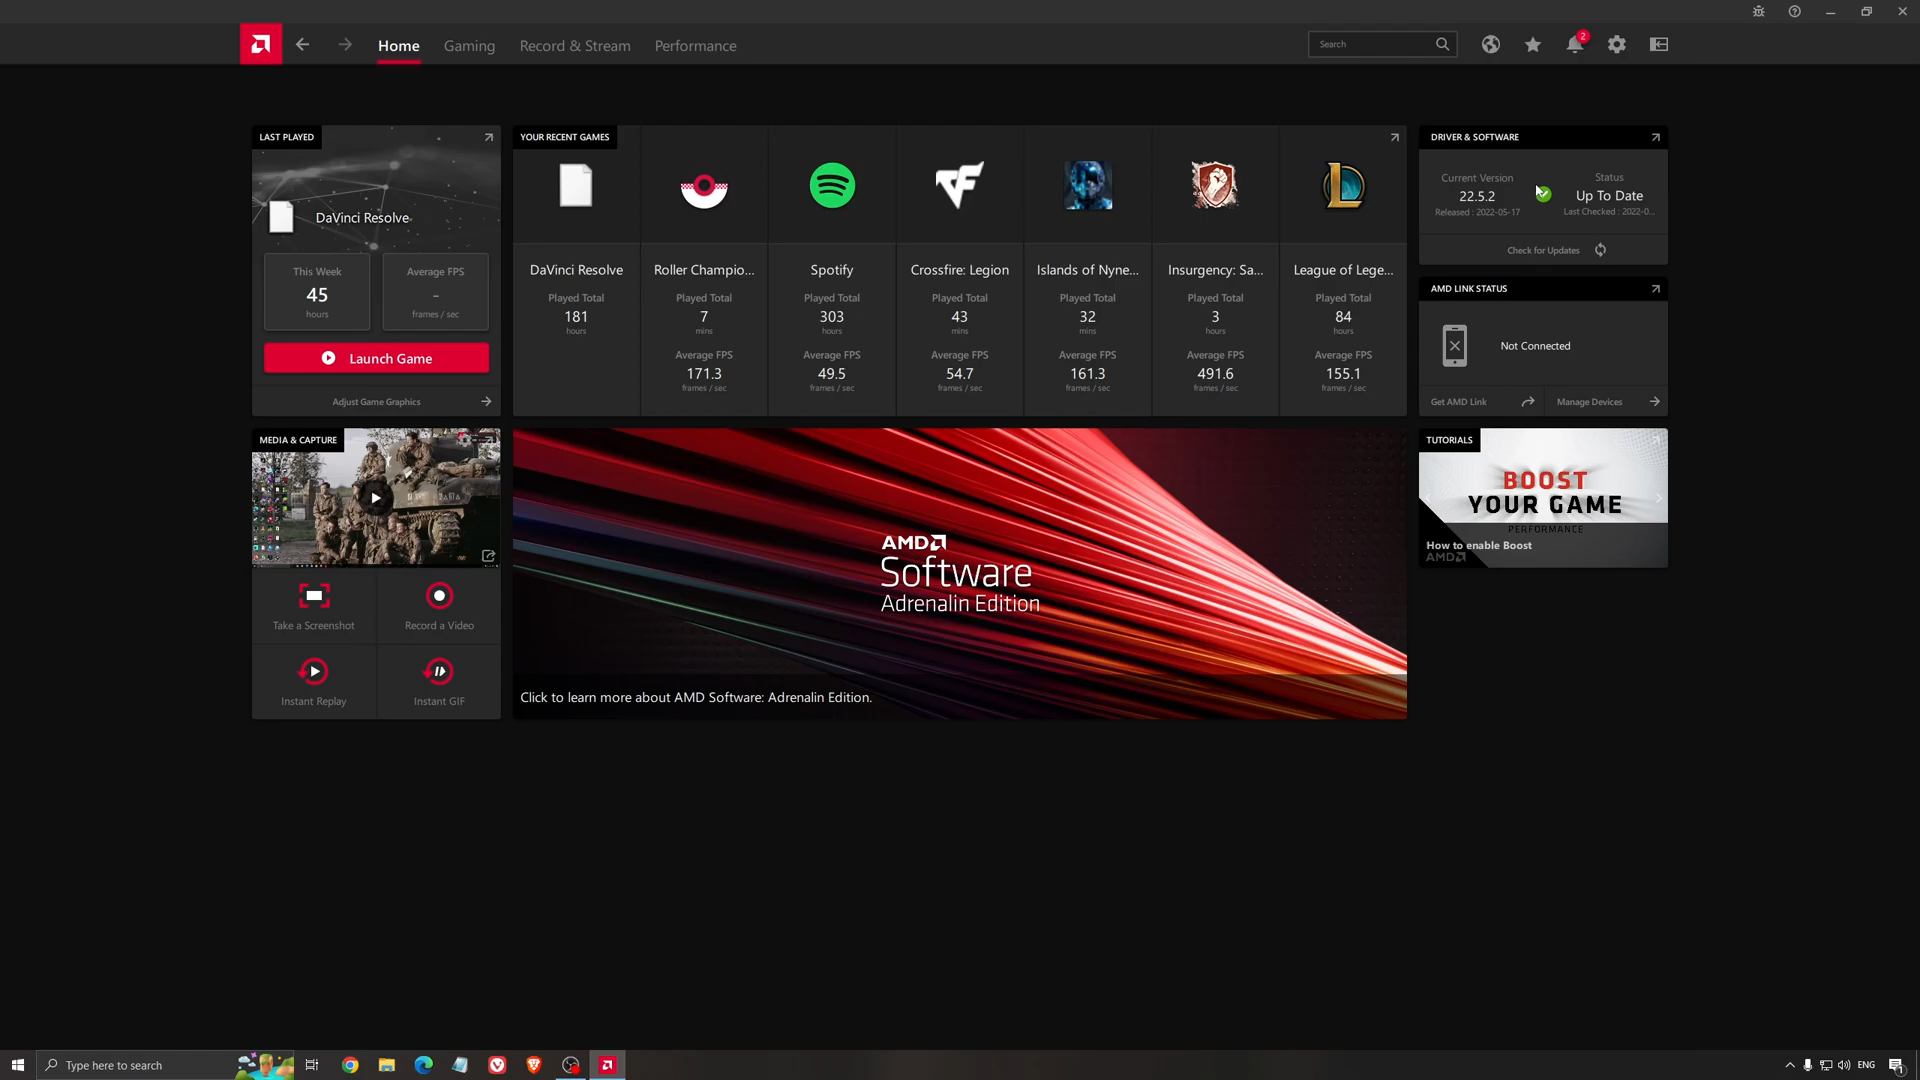 Home
Gaming
Record & Stream
Performance
Search
2
LAST PLAYED
DaVinci Resolve
This Week
45
hours
Average FPS
–
frames / sec
Launch Game
Adjust Game Graphics
YOUR RECENT GAMES
DaVinci Resolve
Played Total
181
hours
Roller Champio...
Played Total
7
mins
Average FPS
171.3
frames / sec
Spotify
Played Total
303
hours
Average FPS
49.5
frames / sec
Crossfire: Legion
Played Total
43
mins
Average FPS
54.7
frames / sec
Islands of Nyne...
Played Total
32
mins
Average FPS
161.3
frames / sec
Insurgency: Sa...
Played Total
3
hours
Average FPS
491.6
frames / sec
League of Lege...
Played Total
84
hours
Average FPS
155.1
frames / sec
DRIVER & SOFTWARE
Current Version
22.5.2
Released : 2022-05-17
Status
Up To Date
Last Checked : 2022-0...
Check for Updates
AMD LINK STATUS
Not Connected
Get AMD Link
Manage Devices
MEDIA & CAPTURE
Take a Screenshot
Record a Video
Instant Replay
Instant GIF
AMD
Software
Adrenalin Edition
Click to learn more about AMD Software: Adrenalin Edition.
TUTORIALS
BOOST
YOUR GAME
PERFORMANCE
How to enable Boost
AMD
Type here to search
ENG
1